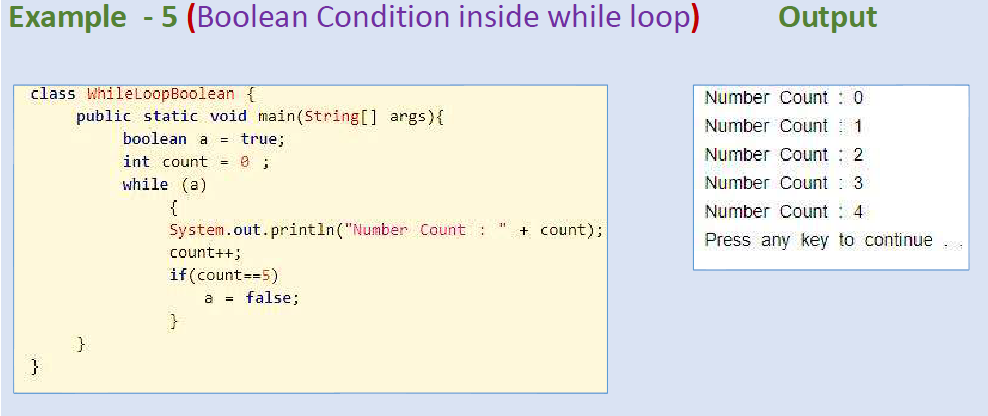 Example - 5 (Boolean Condition inside while loop)
class WhileLoopBoolean {
public static void main(String[] args){
boolean a = true;
int count = 0 ;
while (a)
{
System.out.println("Number Count : " + count);
count++;
if(count==5)
a = false;
}
}
}
Output
Number Count : 0
Number Count : 1
Number Count : 2
Number Count : 3
Number Count : 4
Press any key to continue . .